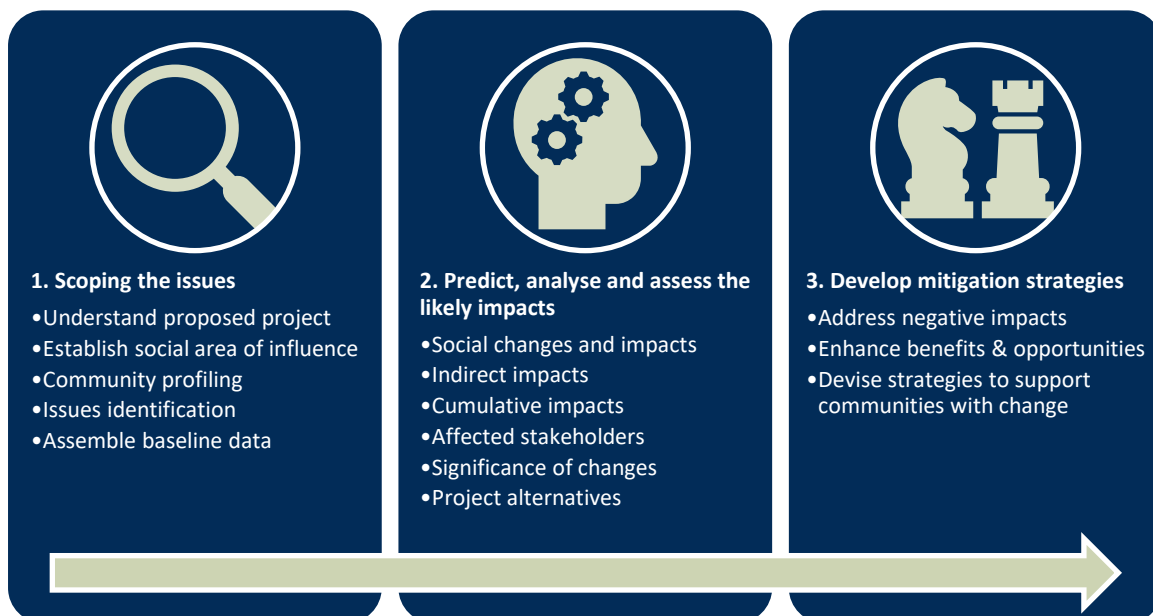 1. Scoping the issues
•Understand proposed project
•Establish social area of influence
•Community profiling
•Issues identification
•Assemble baseline data
2. Predict, analyse and assess the
likely impacts
•Social changes and impacts
•Indirect impacts
•Cumulative impacts
•Affected stakeholders
•Significance of changes
•Project alternatives
3. Develop mitigation strategies
•Address negative impacts
•Enhance benefits & opportunities
•Devise strategies to support
communities with change